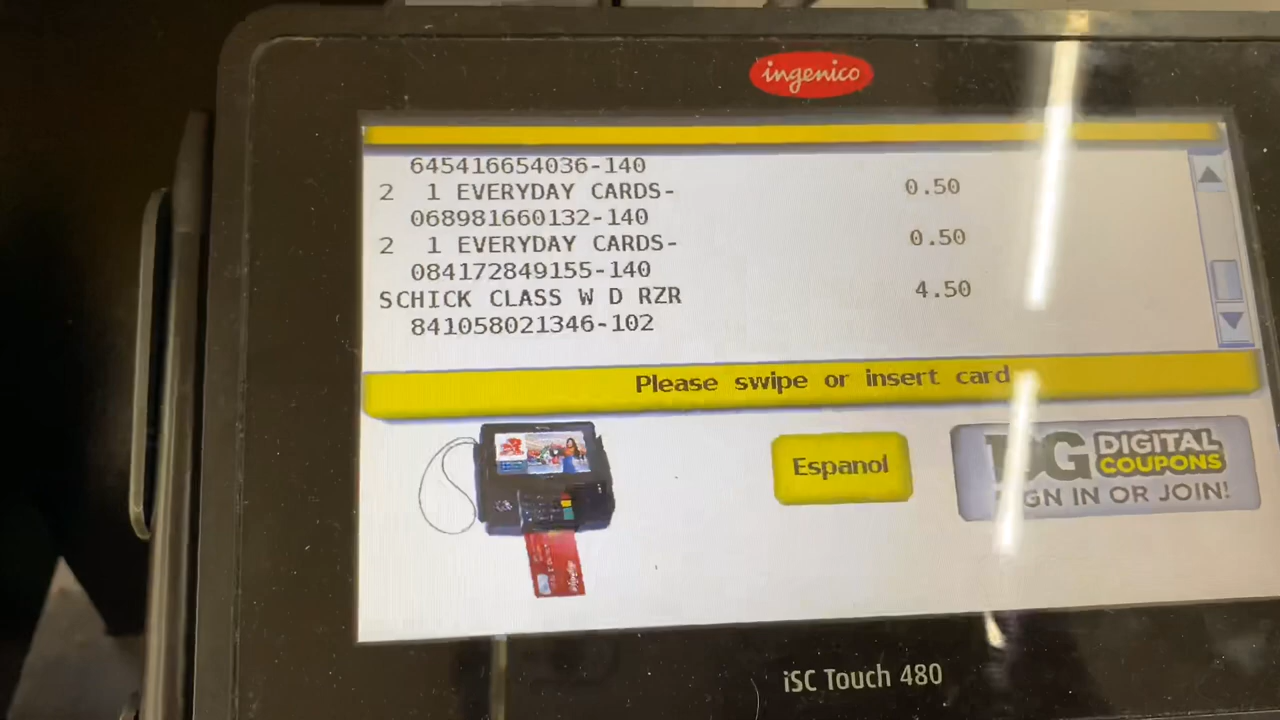 ingenico
645416654036-140
2 1 EVERYDAY CARDS- 0.50
068981660132-140
2 1 EVERYDAY CARDS- 0.50
084172849155-140
SCHICK CLASS W D RZR 4.50
841058021346-102
Please swipe or insert card
Espanol
DG DIGITAL COUPONS
SIGN IN OR JOIN!
iSC Touch 480